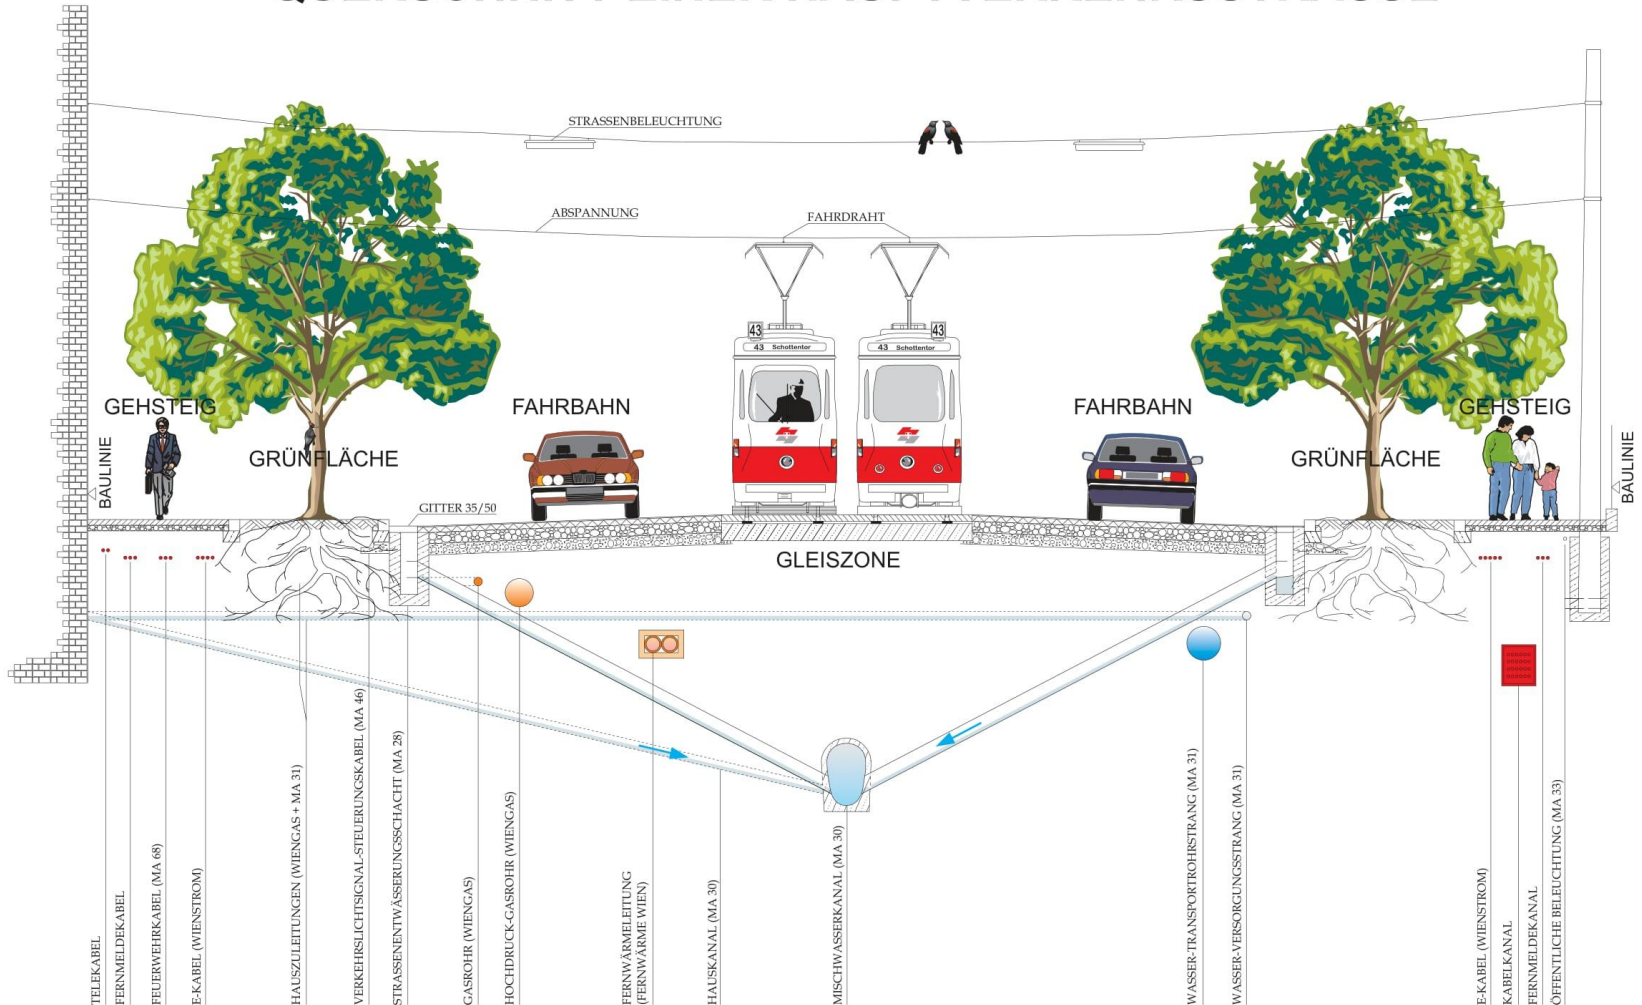 STRASSENBELEUCHTUNG
ABSPANNUNG
FAHRDRAHT
43
43
43 Schottentor
43 Schottentor
GEHSTEIG
FAHRBAHN
FAHRBAHN
GEHSTEIG
BAULINIE
GRÜNFLÄCHE
GRÜNFLÄCHE
BAULINIE
GITTER 35/50
GLEISZONE
TELEKABEL
FERNMELDEKABEL
FEUERWEHRKABEL (MA 68)
E-KABEL (WIENSTROM)
HAUSZULEITUNGEN (WIENGAS + MA 31)
VERKEHRSLICHTSIGNAL-STEUERUNGSKABEL (MA 46)
STRASSENENTWÄSSERUNGSSCHACHT (MA 28)
GASROHR (WIENGAS)
HOCHDRUCK-GASROHR (WIENGAS)
FERNWÄRMELEITUNG
(FERNWÄRME WIEN)
HAUSKANAL (MA 30)
MISCHWASSERKANAL (MA 30)
WASSER-TRANSPORTROHRSTRANG (MA 31)
WASSER-VERSORGUNGSSTRANG (MA 31)
E-KABEL (WIENSTROM)
KABELKANAL
FERNMELDEKANAL
ÖFFENTLICHE BELEUCHTUNG (MA 33)